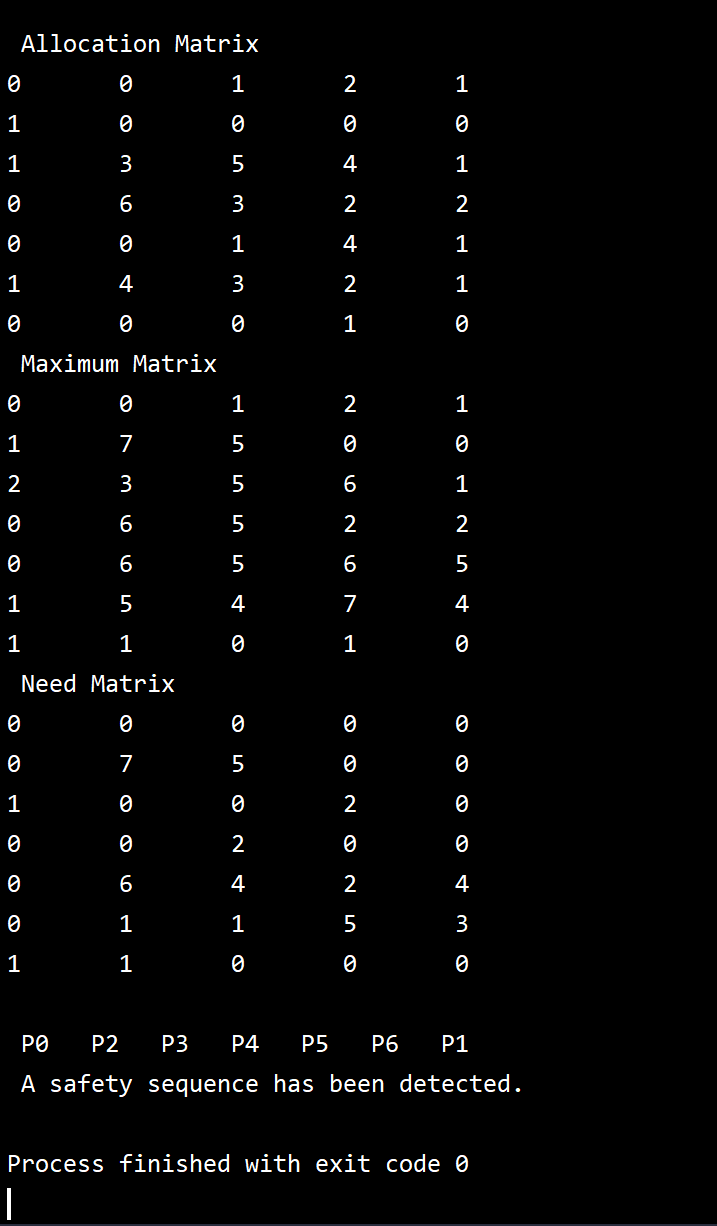 Allocation Matrix
0 0 1 2 1
1 0 0 0 0
1 3 5 4 1
0 6 3 2 2
0 0 1 4 1
1 4 3 2 1
0 0 0 1 0
Maximum Matrix
0 0 1 2 1
1 7 5 0 0
2 3 5 6 1
0 6 5 2 2
0 6 5 6 5
1 5 4 7 4
1 1 0 1 0
Need Matrix
0 0 0 0 0
0 7 5 0 0
1 0 0 2 0
0 0 2 0 0
0 6 4 2 4
0 1 1 5 3
1 1 0 0 0
P0 P2 P3 P4 P5 P6 P1
A safety sequence has been detected.
Process finished with exit code 0